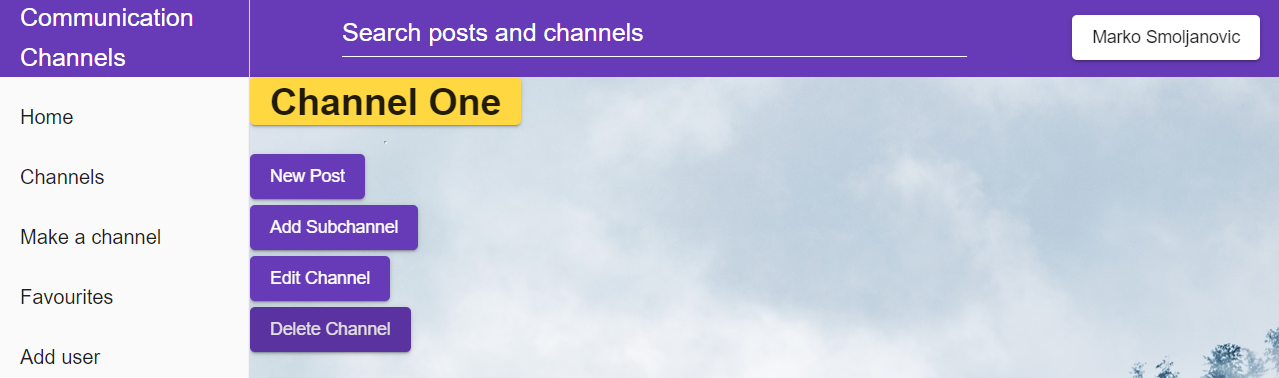 Communication
Channels
Search posts and channels
Marko Smoljanovic
Home
Channels
Make a channel
Favourites
Add user
Channel One
New Post
Add Subchannel
Edit Channel
Delete Channel